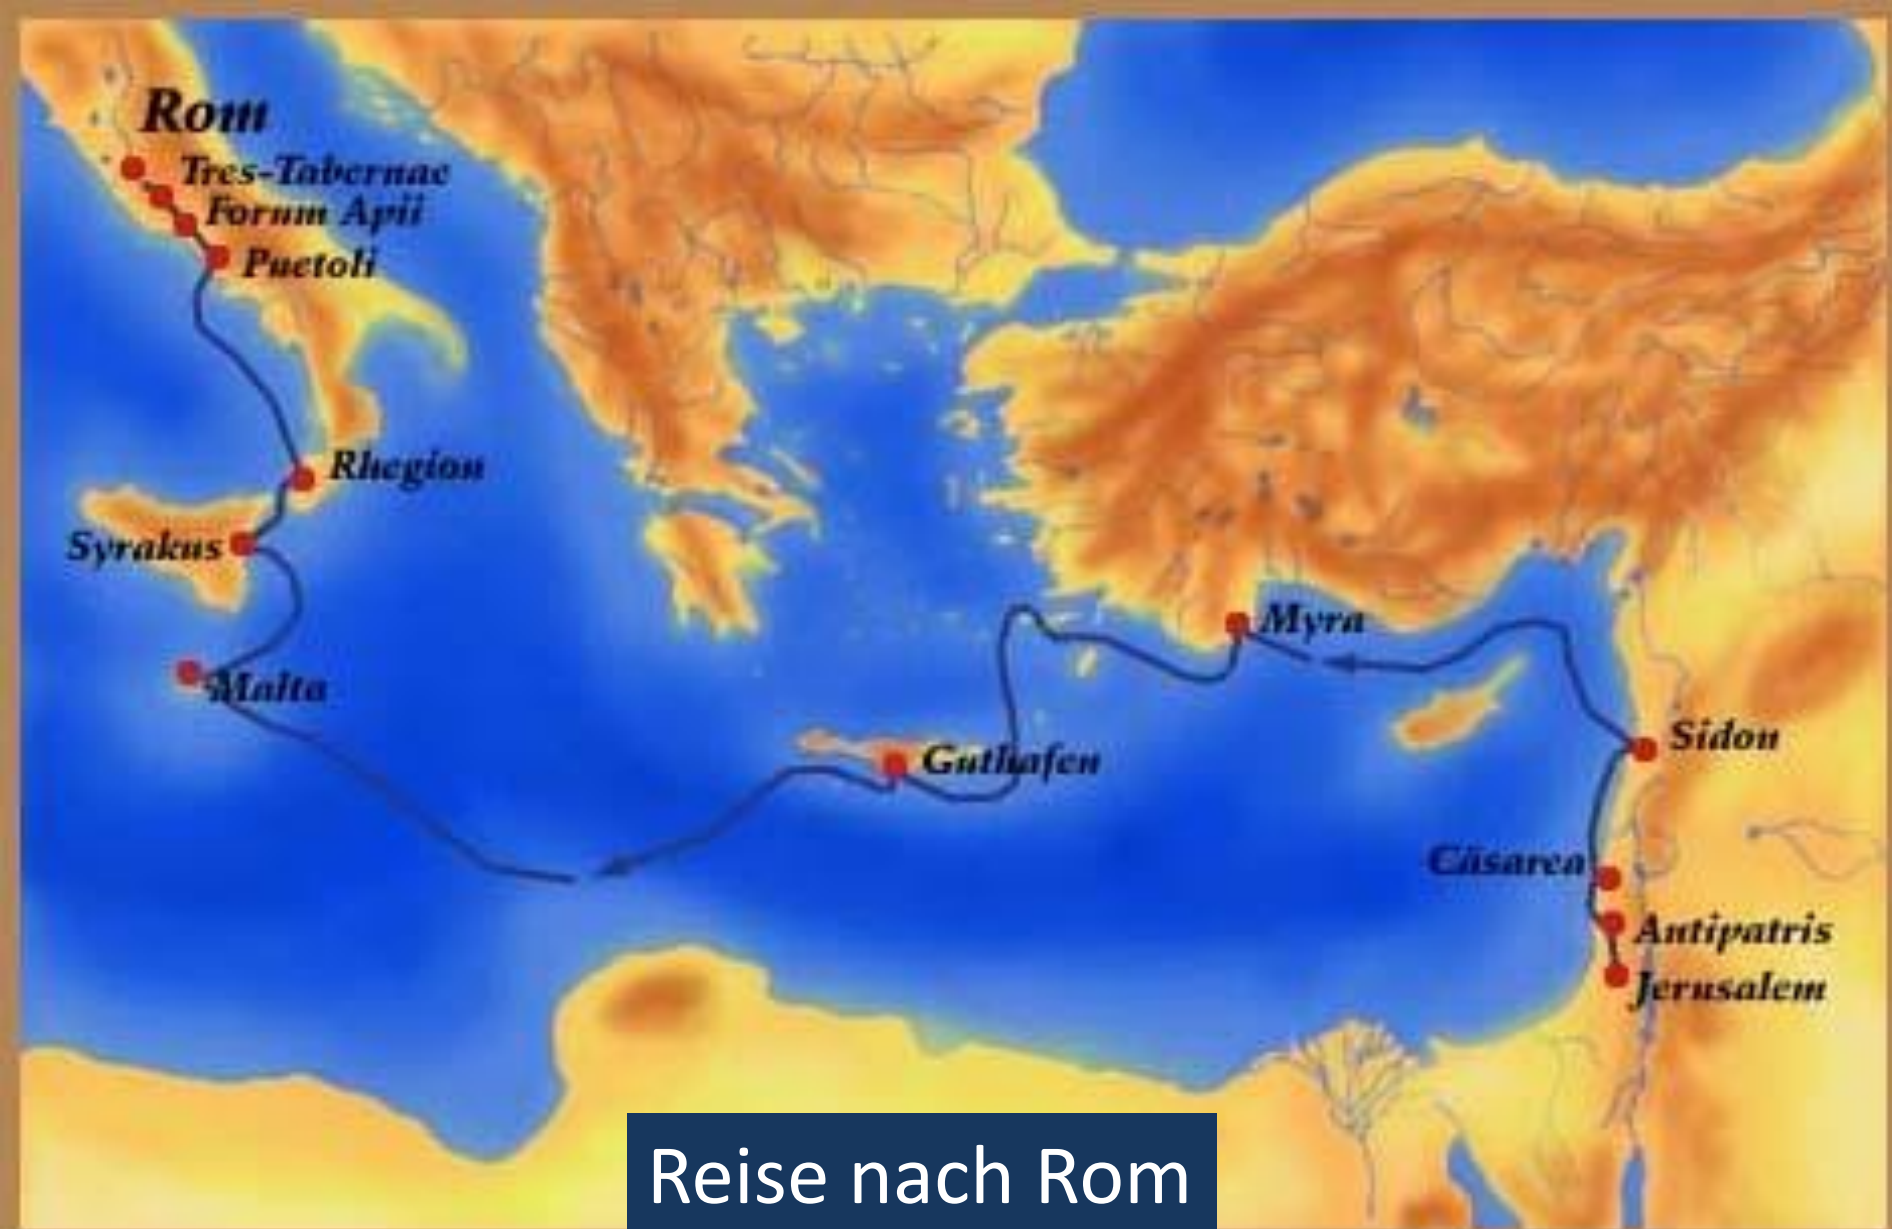 Rom
Tres-Tabernae
Forum Apii
Puetoli
Rhegion
Syrakus
Malta
Myra
Guthafen
Sidon
Cäsarea
Antipatris
Jerusalem
Reise nach Rom